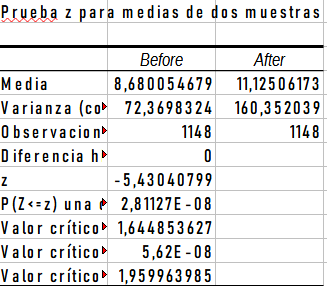 Prueba z para medias de dos muestras
Before After
Media 8,680054679 11,12506173
Varianza (co 72,3698324 160,352039
Observacion 1148 1148
Diferencia h 0
z -5,43040799
P(Z<=z) una 2,81127E-08
Valor crítico 1,644853627
Valor crítico 5,62E-08
Valor crítico 1,959963985